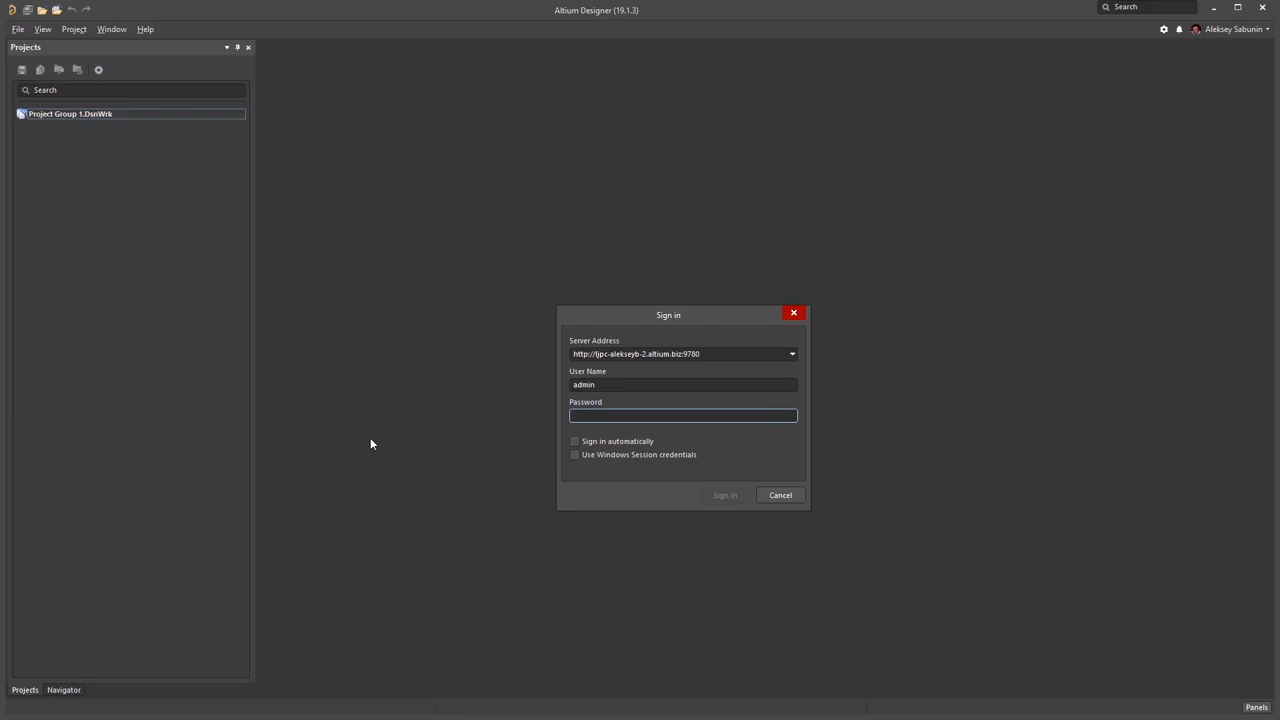 Altium Designer (19.1.3)
Search
File View Project Window Help
Aleksey Sabunin
Projects
Search
Project Group 1.DsnWrk
Sign in
Server Address
http://ljpc-alekseyb-2.altium.biz:9780
User Name
admin
Password
Sign in automatically
Use Windows Session credentials
Sign in Cancel
Projects Navigator
Panels